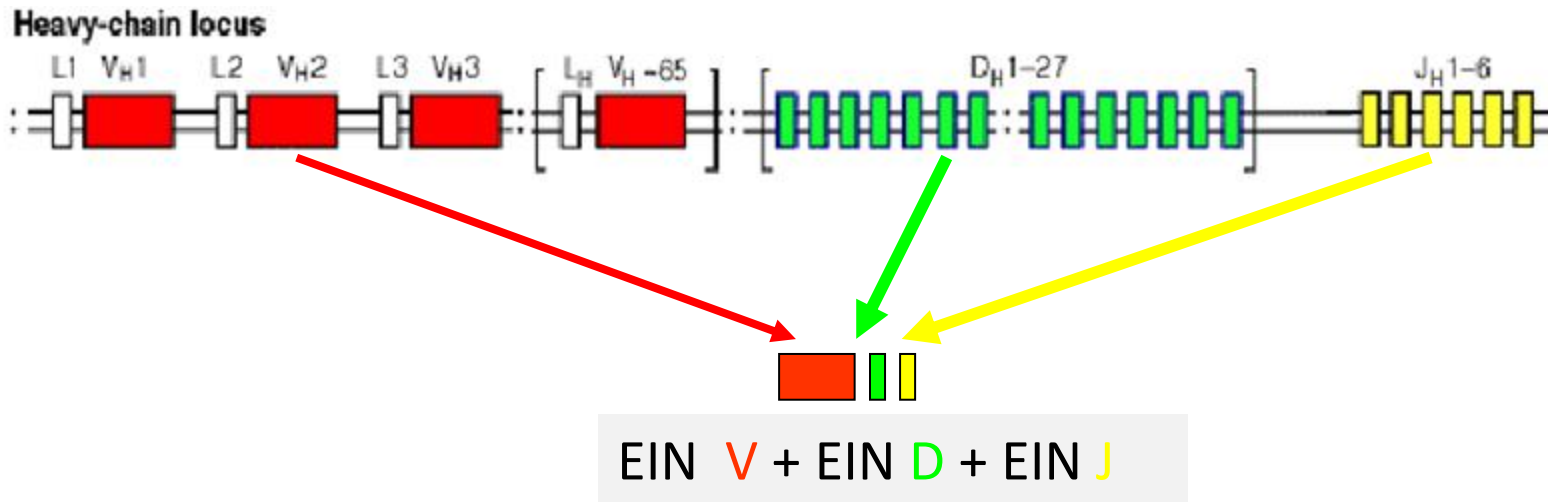 Heavy-chain locus
L1 VH1 L2 VH2 L3 VH3 LH VH ~65 DH1-27 JH1-6
EIN V + EIN D + EIN J